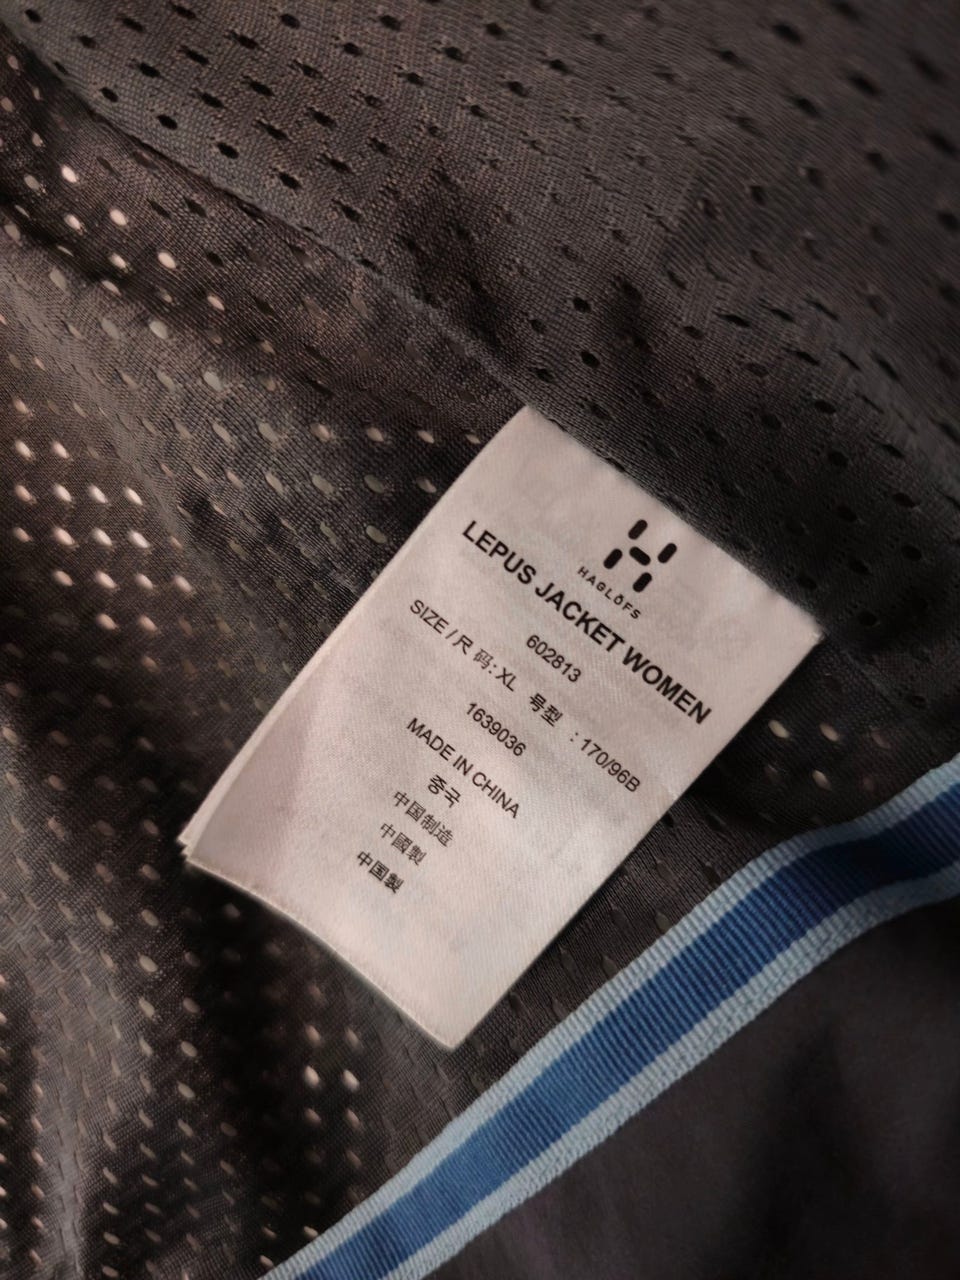 HAGLÖFS
LEPUS JACKET WOMEN
602813
SIZE / 尺 码: XL 号型 : 170/96B
1639036
MADE IN CHINA
중국
中国制造
中國製
中国製